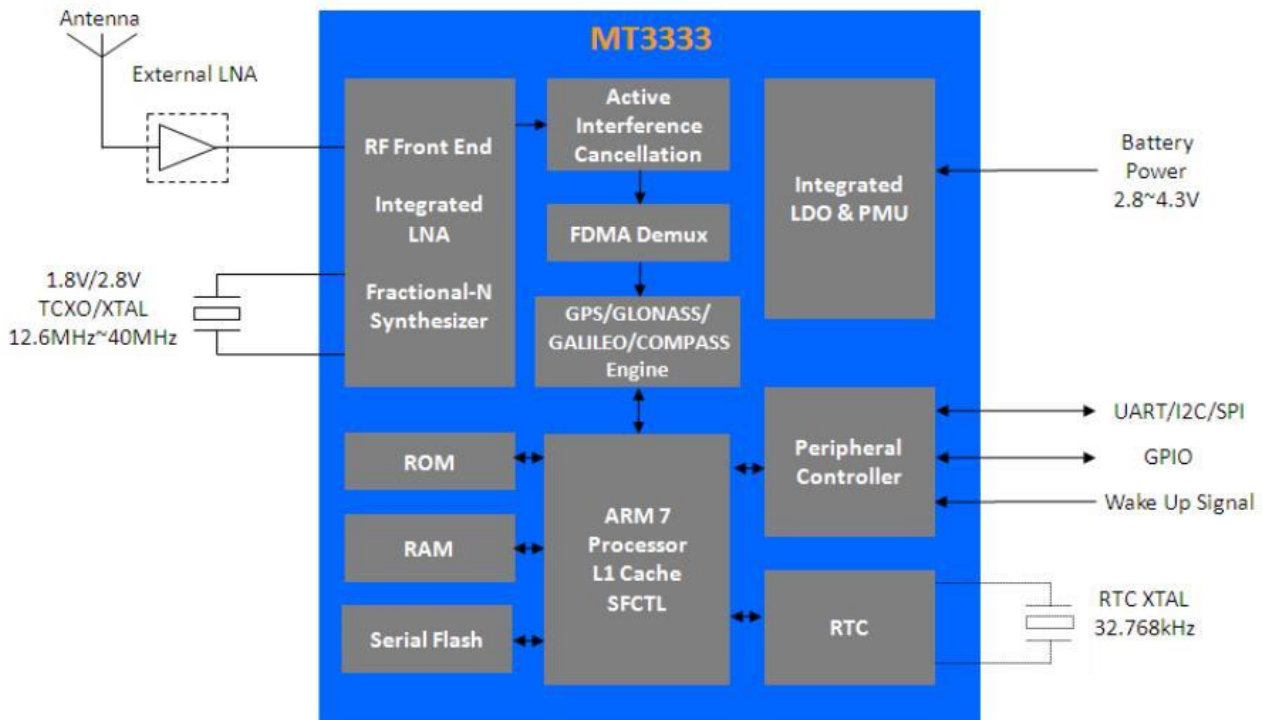 Antenna
External LNA
MT3333
RF Front End
Integrated
LNA
Fractional-N
Synthesizer
Active
Interference
Cancellation
FDMA Demux
GPS/GLONASS/
GALILEO/COMPASS
Engine
Integrated
LDO & PMU
Battery
Power
2.8~4.3V
1.8V/2.8V
TCXO/XTAL
12.6MHz~40MHz
ROM
RAM
Serial Flash
ARM 7
Processor
L1 Cache
SFCTL
Peripheral
Controller
UART/I2C/SPI
GPIO
Wake Up Signal
RTC
RTC XTAL
32.768kHz